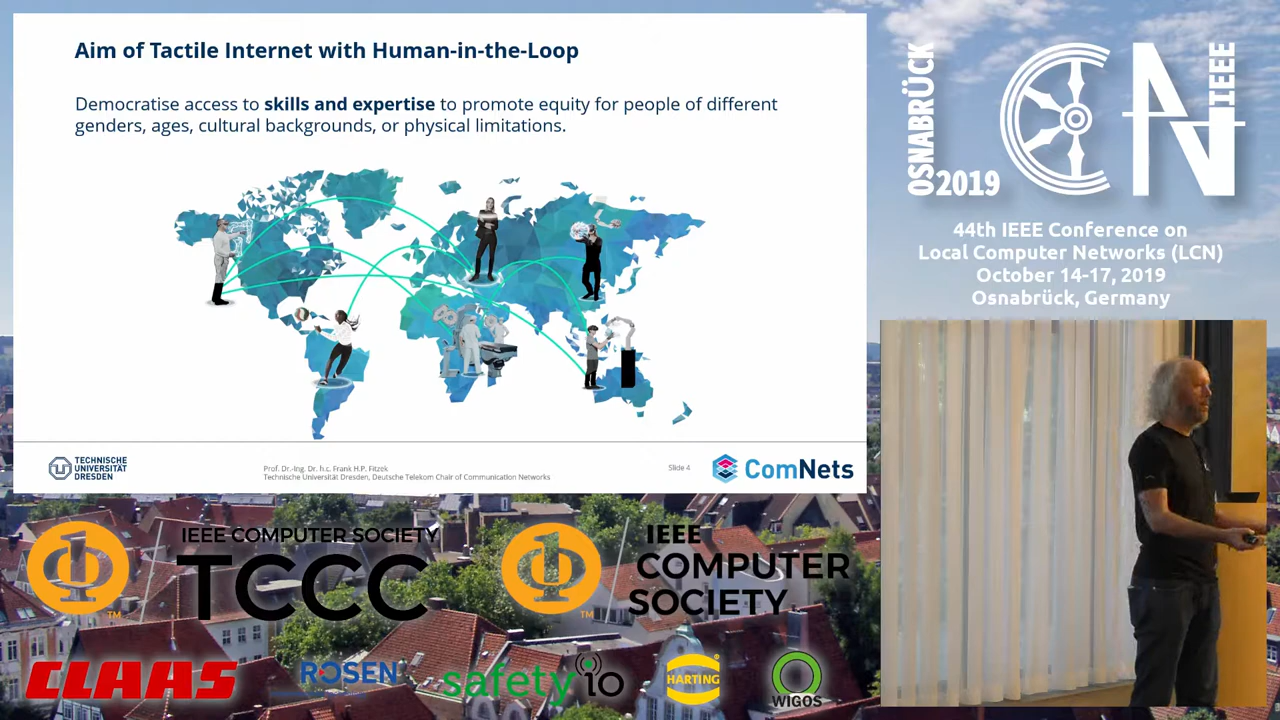 Aim of Tactile Internet with Human-in-the-Loop
Democratise access to skills and expertise to promote equity for people of different
genders, ages, cultural backgrounds, or physical limitations.
TECHNISCHE
UNIVERSITÄT
DRESDEN
Prof. Dr.-Ing. Dr. h.c. Frank H.P. Fitzek
Technische Universität Dresden, Deutsche Telekom Chair of Communication Networks
Slide 4
ComNets
OSNABRÜCK
2019
LCN
IEEE
44th IEEE Conference on
Local Computer Networks (LCN)
October 14-17, 2019
Osnabrück, Germany
IEEE COMPUTER SOCIETY
TCCC
TM
IEEE
COMPUTER
SOCIETY
TM
CLAAS
ROSEN
safety io
HARTING
WIGOS